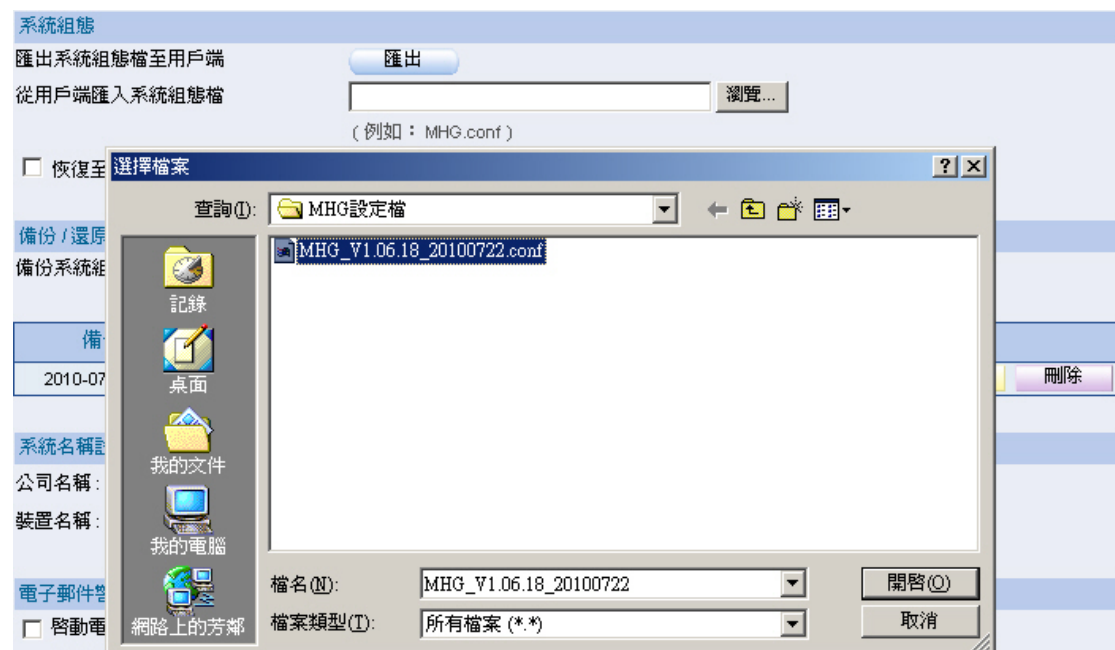 系統組態
匯出系統組態檔至用戶端 匯出
從用戶端匯入系統組態檔 瀏覽...
( 例如： MHG.conf )
恢復至
選擇檔案
查詢(I): MHG設定檔
備份 / 還原
MHG_V1.06.18_20100722.conf
備份系統組
記錄
備
桌面
2010-07 刪除
系統名稱
我的文件
公司名稱 :
裝置名稱 :
我的電腦
檔名(N): MHG_V1.06.18_20100722 開啓(O)
電子郵件
網路上的芳鄰
檔案類型(T): 所有檔案 (*.*) 取消
啓動電